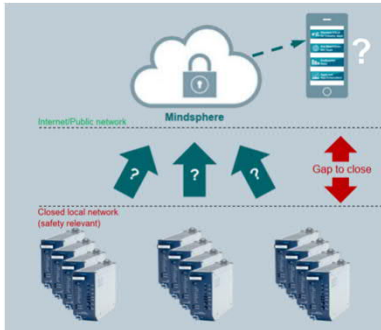 ?
Mindsphere
Internet/Public network
? ? ?
Gap to close
Closed local network
(safety relevant)